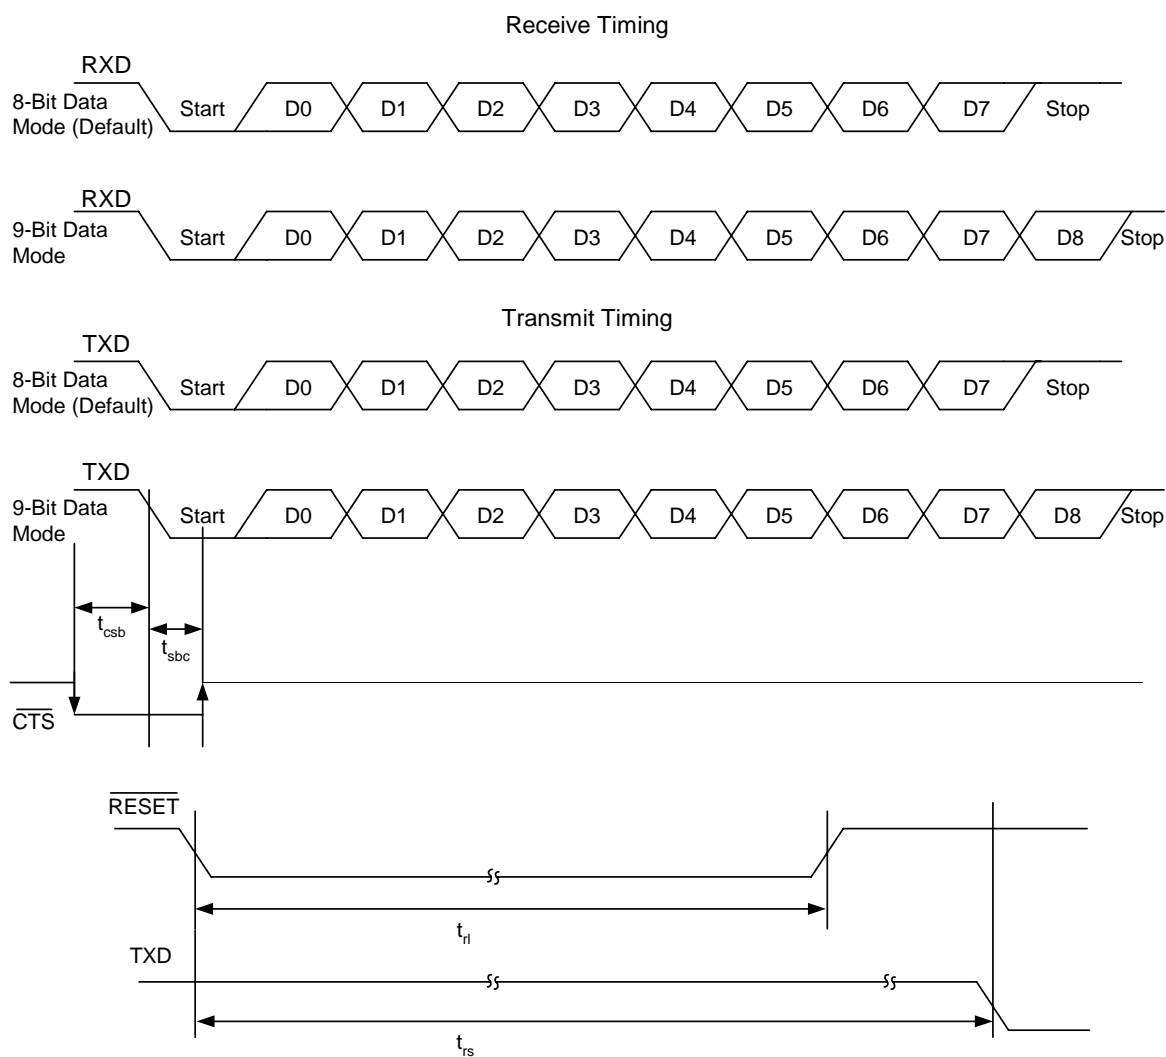 Receive Timing
RXD
8-Bit Data
Mode (Default)
Start D0 D1 D2 D3 D4 D5 D6 D7 Stop
RXD
9-Bit Data
Mode
Start D0 D1 D2 D3 D4 D5 D6 D7 D8 Stop
Transmit Timing
TXD
8-Bit Data
Mode (Default)
Start D0 D1 D2 D3 D4 D5 D6 D7 Stop
TXD
9-Bit Data
Mode
Start D0 D1 D2 D3 D4 D5 D6 D7 D8 Stop
tcsb
tsbc
CTS
RESET
trl
TXD
trs